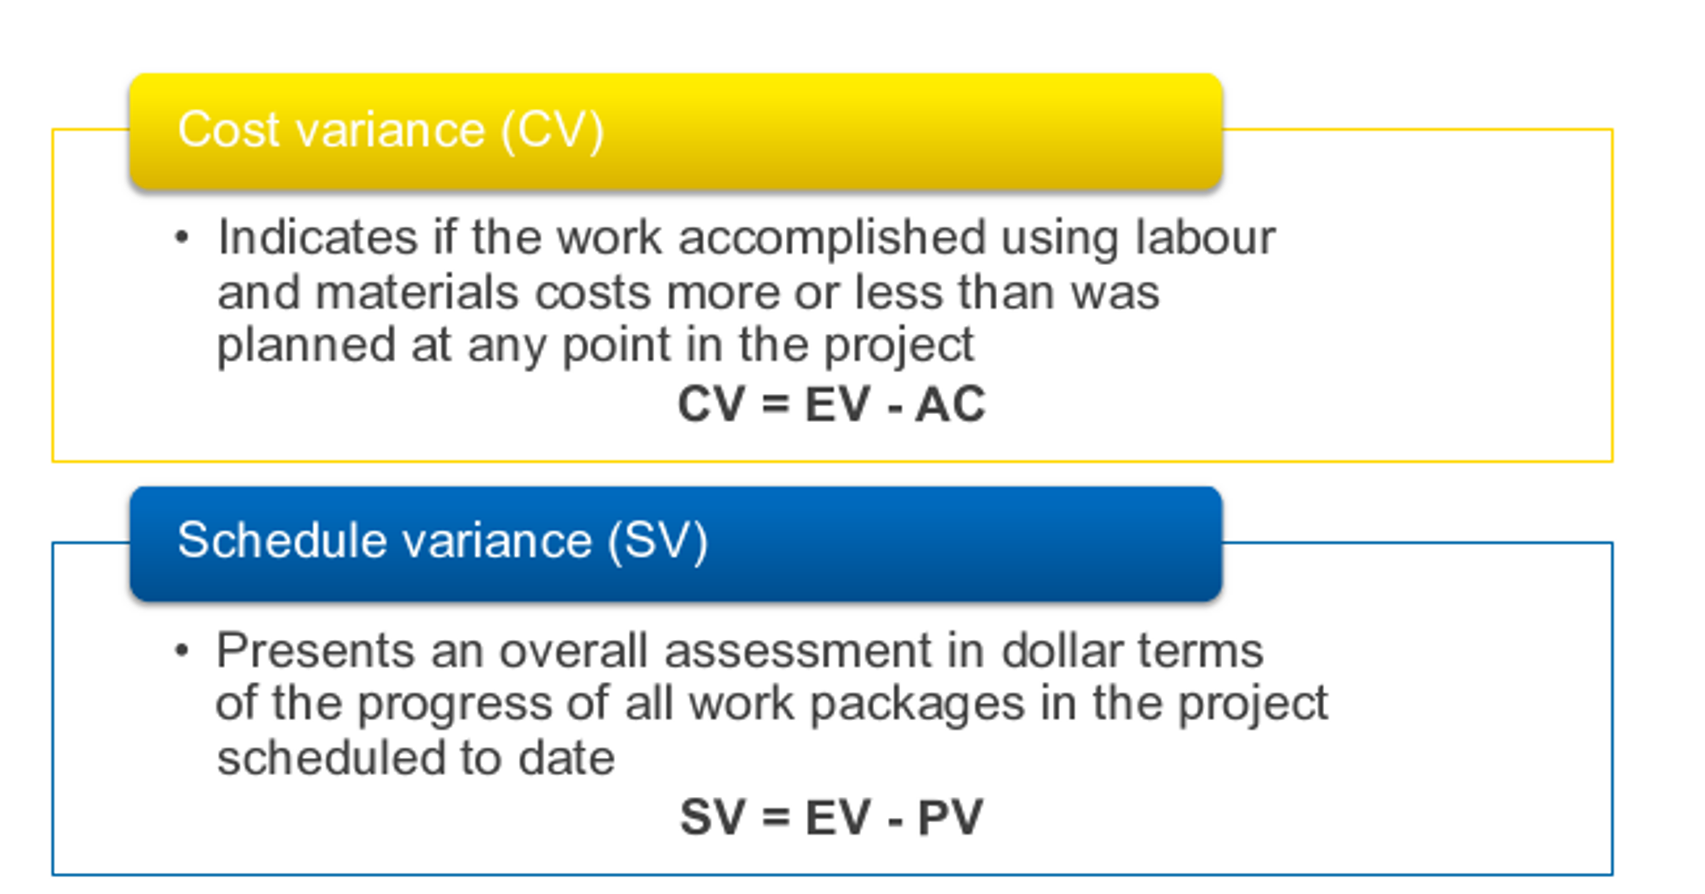 Cost variance (CV)
• Indicates if the work accomplished using labour
and materials costs more or less than was
planned at any point in the project
CV = EV - AC
Schedule variance (SV)
• Presents an overall assessment in dollar terms
of the progress of all work packages in the project
scheduled to date
SV = EV - PV